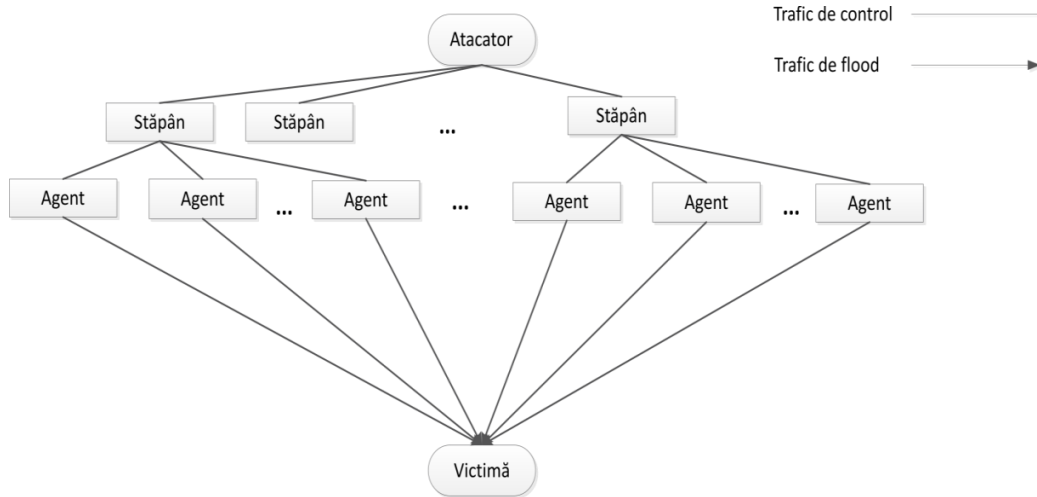 Trafic de control
Atacator
Trafic de flood
Stăpân Stăpân ... Stăpân
Agent Agent ... Agent ... Agent Agent ... Agent
Victimă